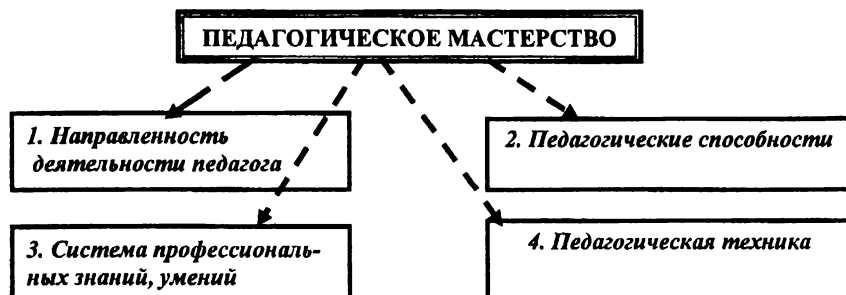 ПЕДАГОГИЧЕСКОЕ МАСТЕРСТВО
1. Направленность
деятельности педагога
2. Педагогические способности
3. Система профессиональ-
ных знаний, умений
4. Педагогическая техника